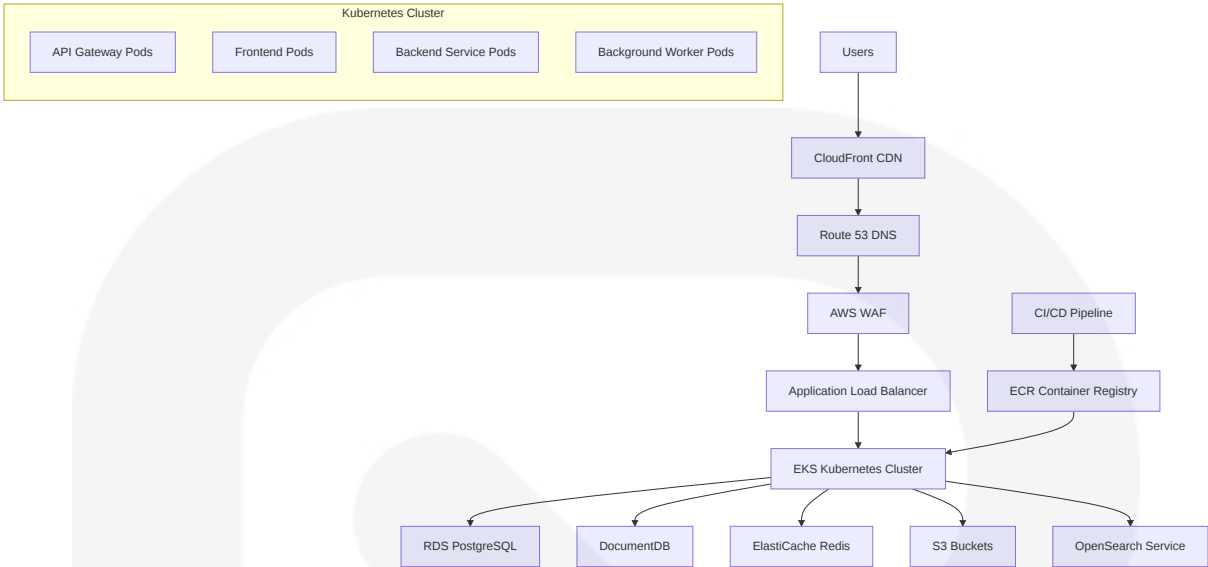 Kubernetes Cluster
API Gateway Pods
Frontend Pods
Backend Service Pods
Background Worker Pods
Users
CloudFront CDN
Route 53 DNS
AWS WAF
CI/CD Pipeline
Application Load Balancer
ECR Container Registry
EKS Kubernetes Cluster
RDS PostgreSQL
DocumentDB
ElastiCache Redis
S3 Buckets
OpenSearch Service